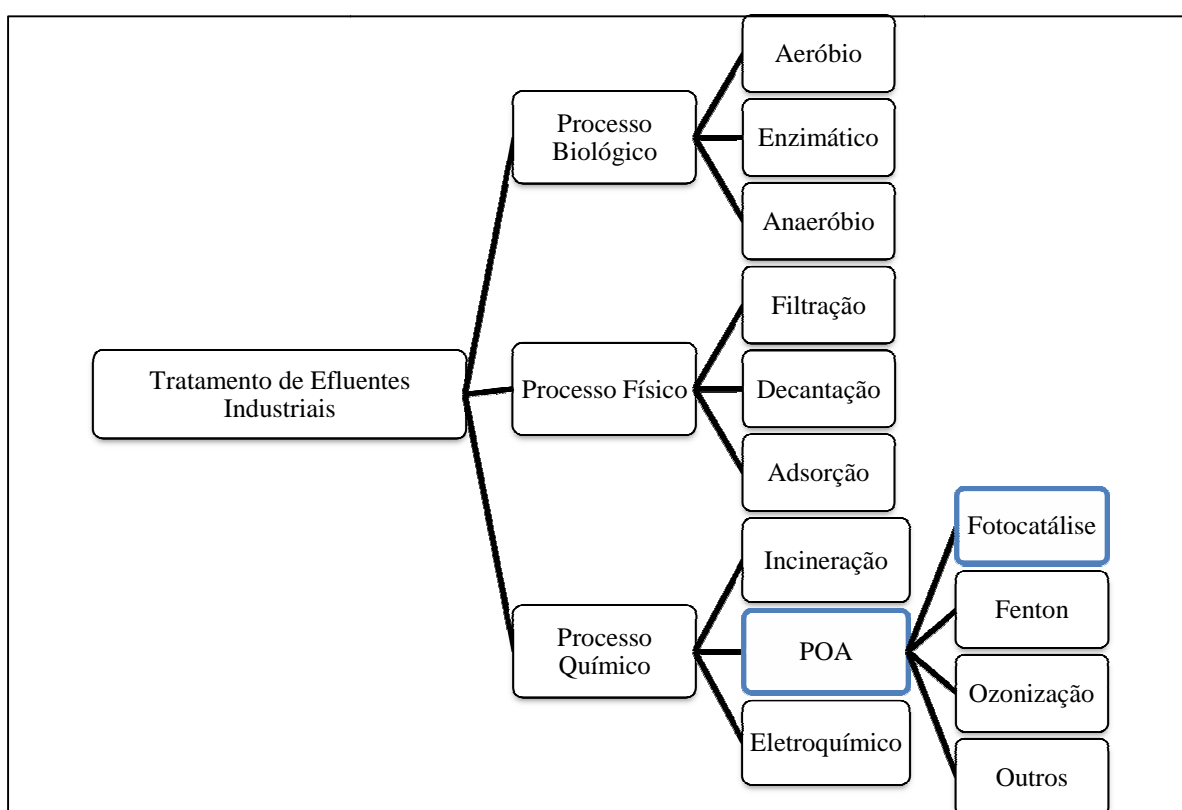 Aeróbio
Processo
Biológico
Enzimático
Anaeróbio
Filtração
Tratamento de Efluentes
Industriais
Processo Físico
Decantação
Adsorção
Fotocatálise
Incineração
Fenton
Processo
Químico
POA
Ozonização
Eletroquímico
Outros